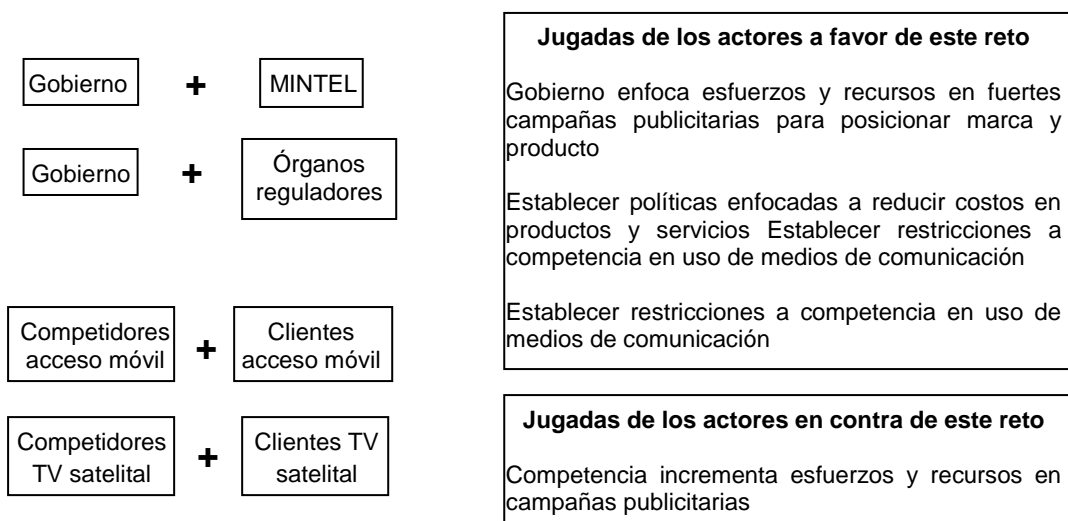 Gobierno + MINTEL
Gobierno + Órganos
reguladores
Competidores
acceso móvil + Clientes
acceso móvil
Competidores
TV satelital + Clientes TV
satelital
Jugadas de los actores a favor de este reto
Gobierno enfoca esfuerzos y recursos en fuertes
campañas publicitarias para posicionar marca y
producto
Establecer políticas enfocadas a reducir costos en
productos y servicios Establecer restricciones a
competencia en uso de medios de comunicación
Establecer restricciones a competencia en uso de
medios de comunicación
Jugadas de los actores en contra de este reto
Competencia incrementa esfuerzos y recursos en
campañas publicitarias